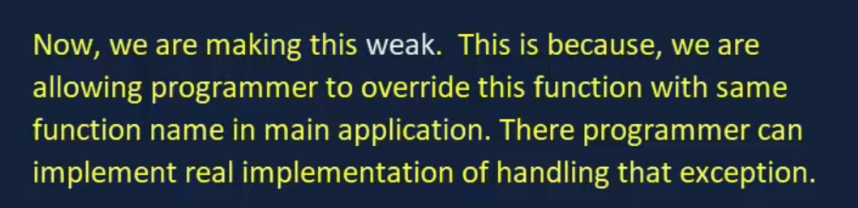 Now, we are making this weak.  This is because, we are
allowing programmer to override this function with same
function name in main application. There programmer can
implement real implementation of handling that exception.